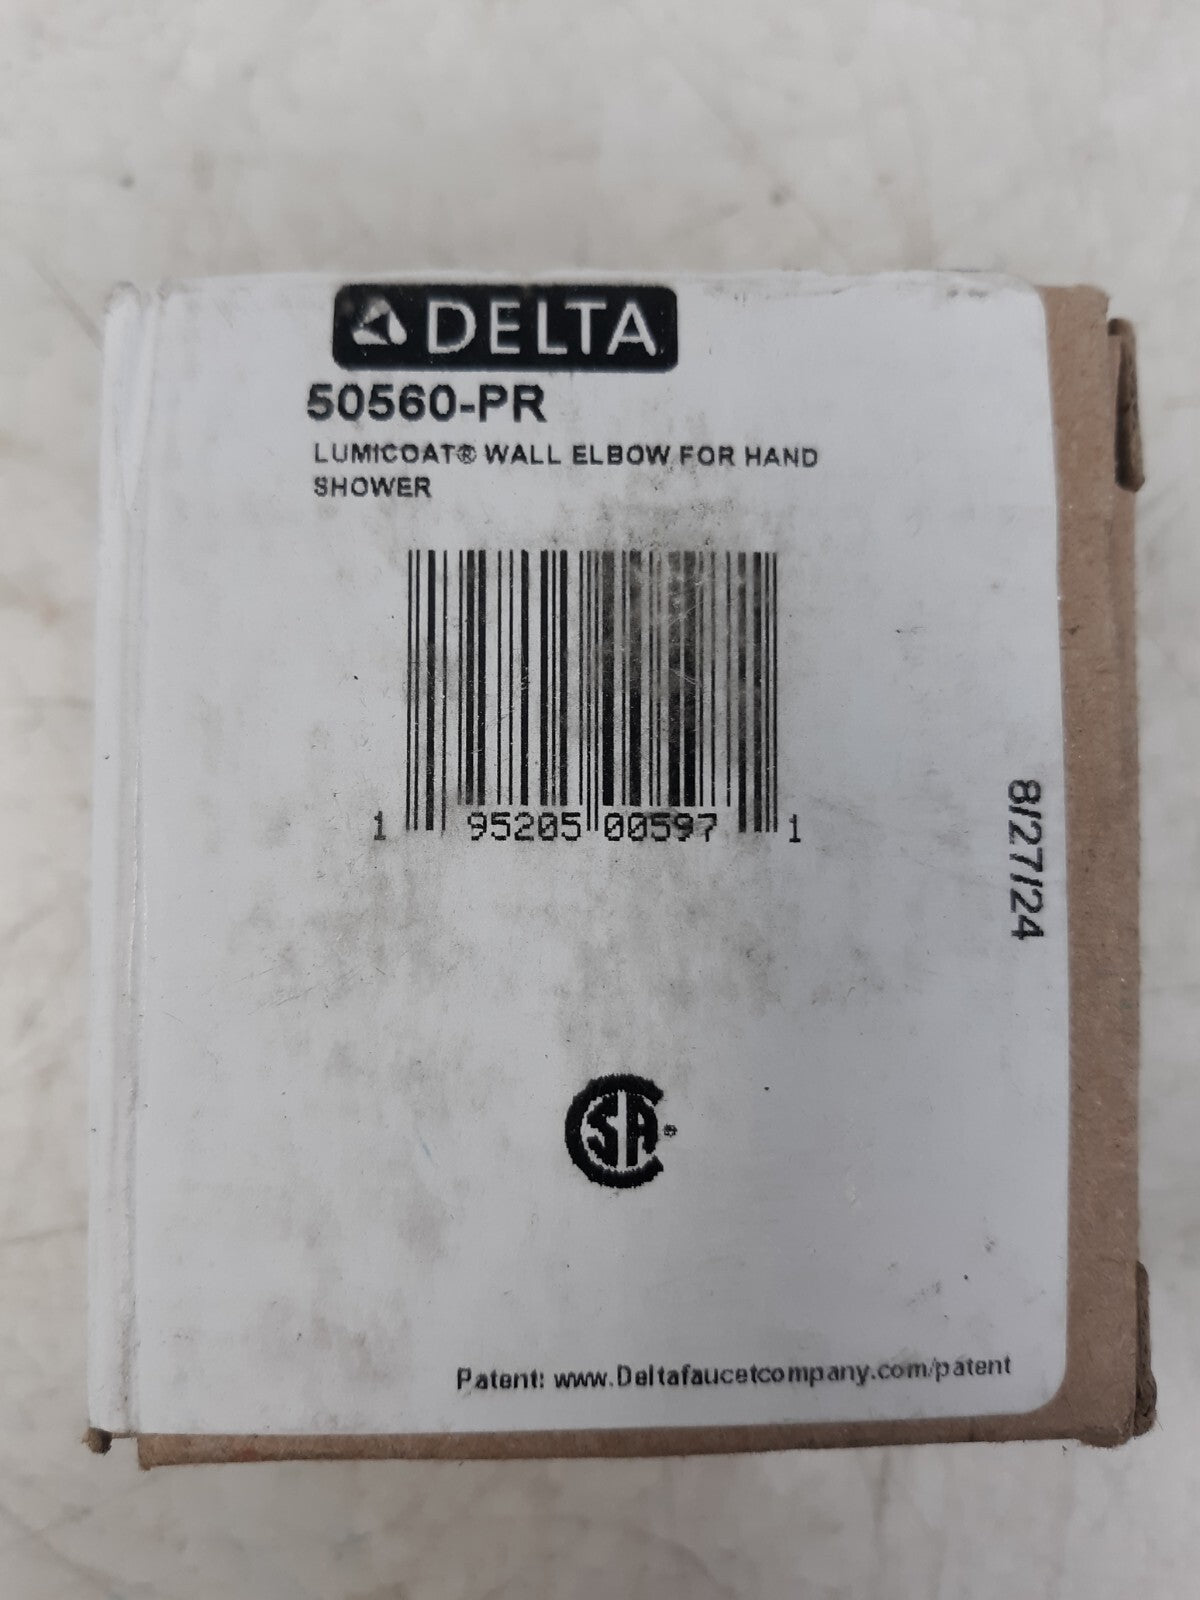 DELTA
50560-PR
LUMICOAT® WALL ELBOW FOR HAND
SHOWER
1 95205 00597 1
8/27/24
CSA®
Patent: www.Deltafaucetcompany.com/patent